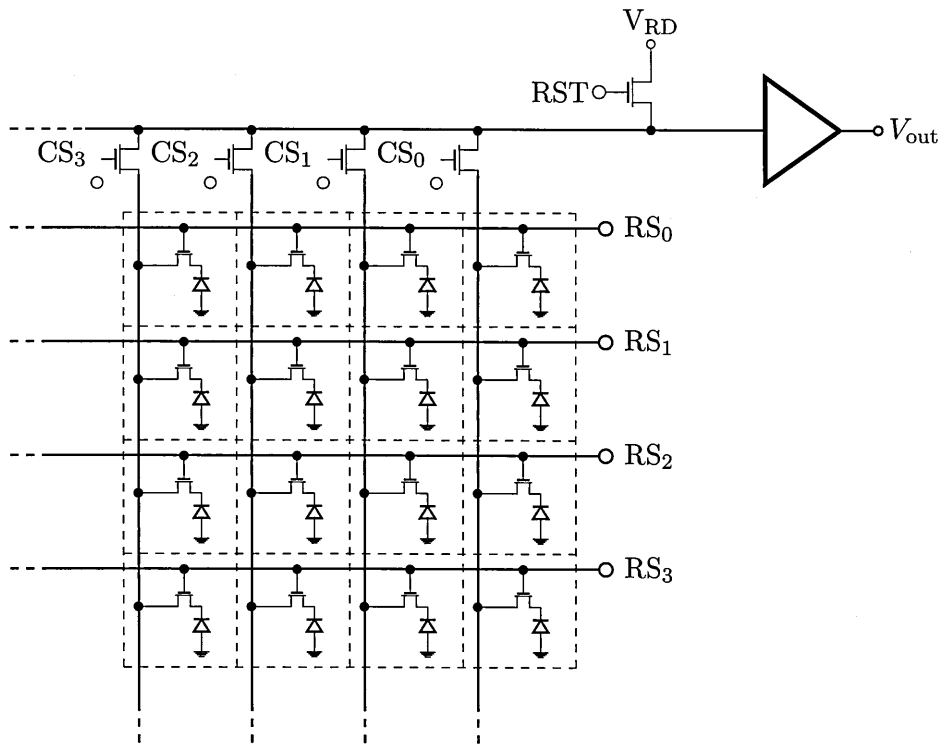 V_RD
RST
V_out
CS_3 CS_2 CS_1 CS_0
RS_0
RS_1
RS_2
RS_3